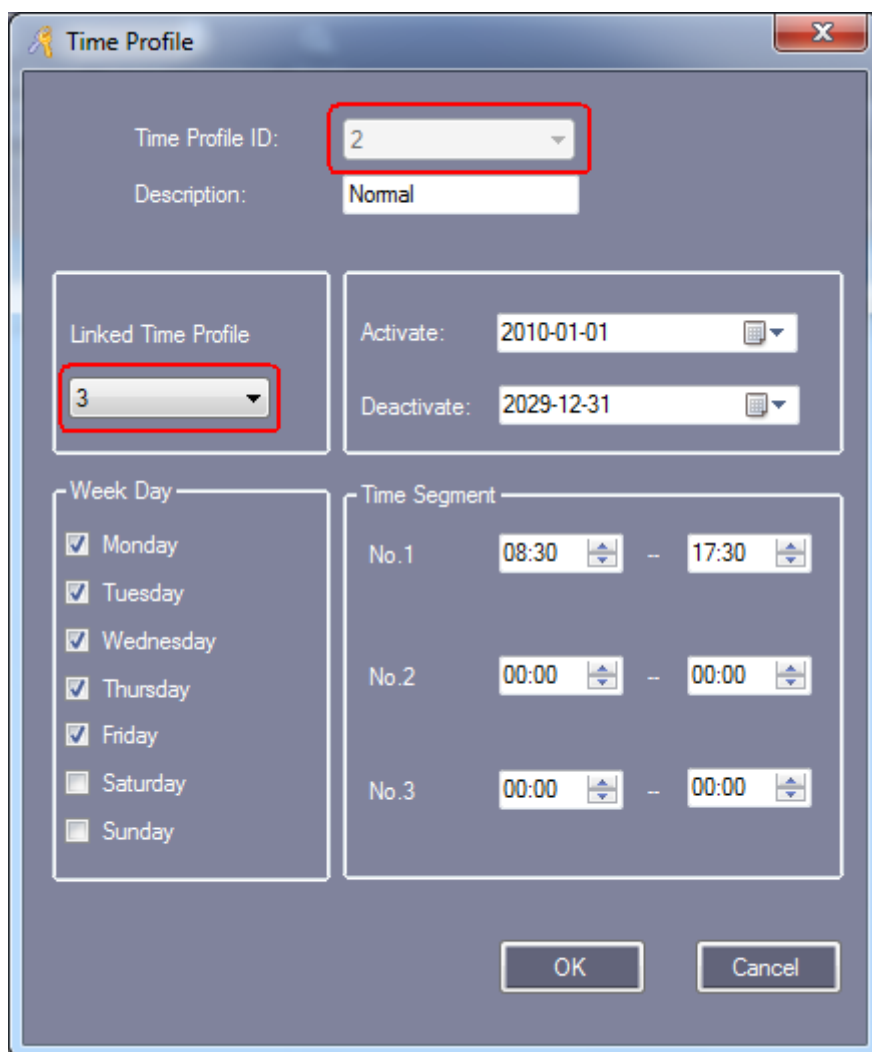 Time Profile
Time Profile ID: 2
Description: Normal
Linked Time Profile
3
Activate: 2010-01-01
Deactivate: 2029-12-31
Week Day
Monday
Tuesday
Wednesday
Thursday
Friday
Saturday
Sunday
Time Segment
No.1 08:30 -- 17:30
No.2 00:00 -- 00:00
No.3 00:00 -- 00:00
OK Cancel